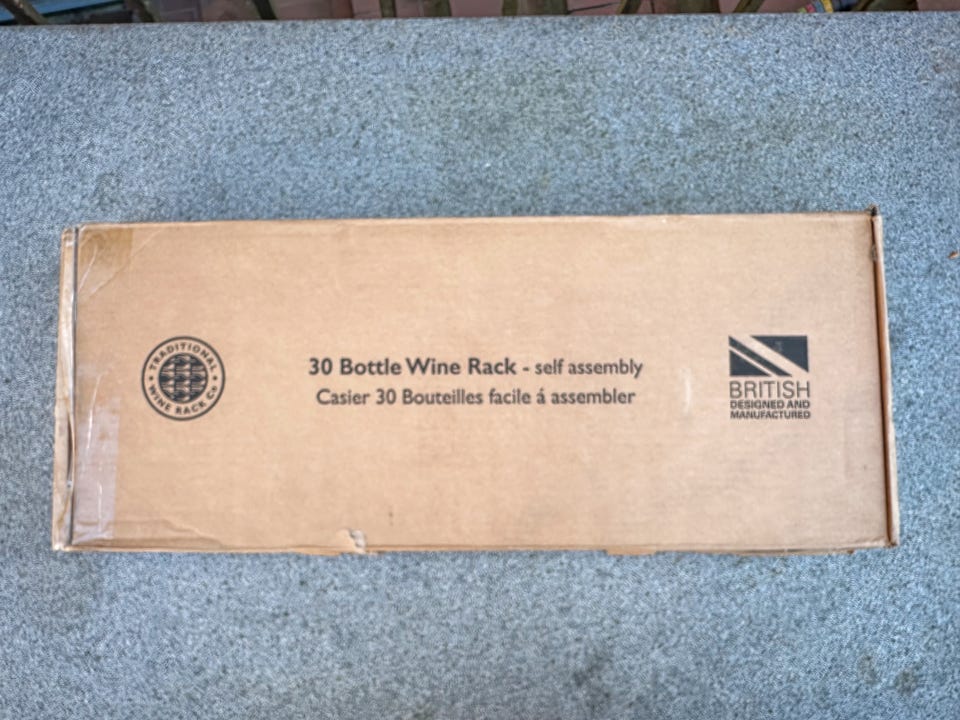 TRADITIONAL
WINE RACK Co
30 Bottle Wine Rack - self assembly
Casier 30 Bouteilles facile á assembler
BRITISH
DESIGNED AND
MANUFACTURED